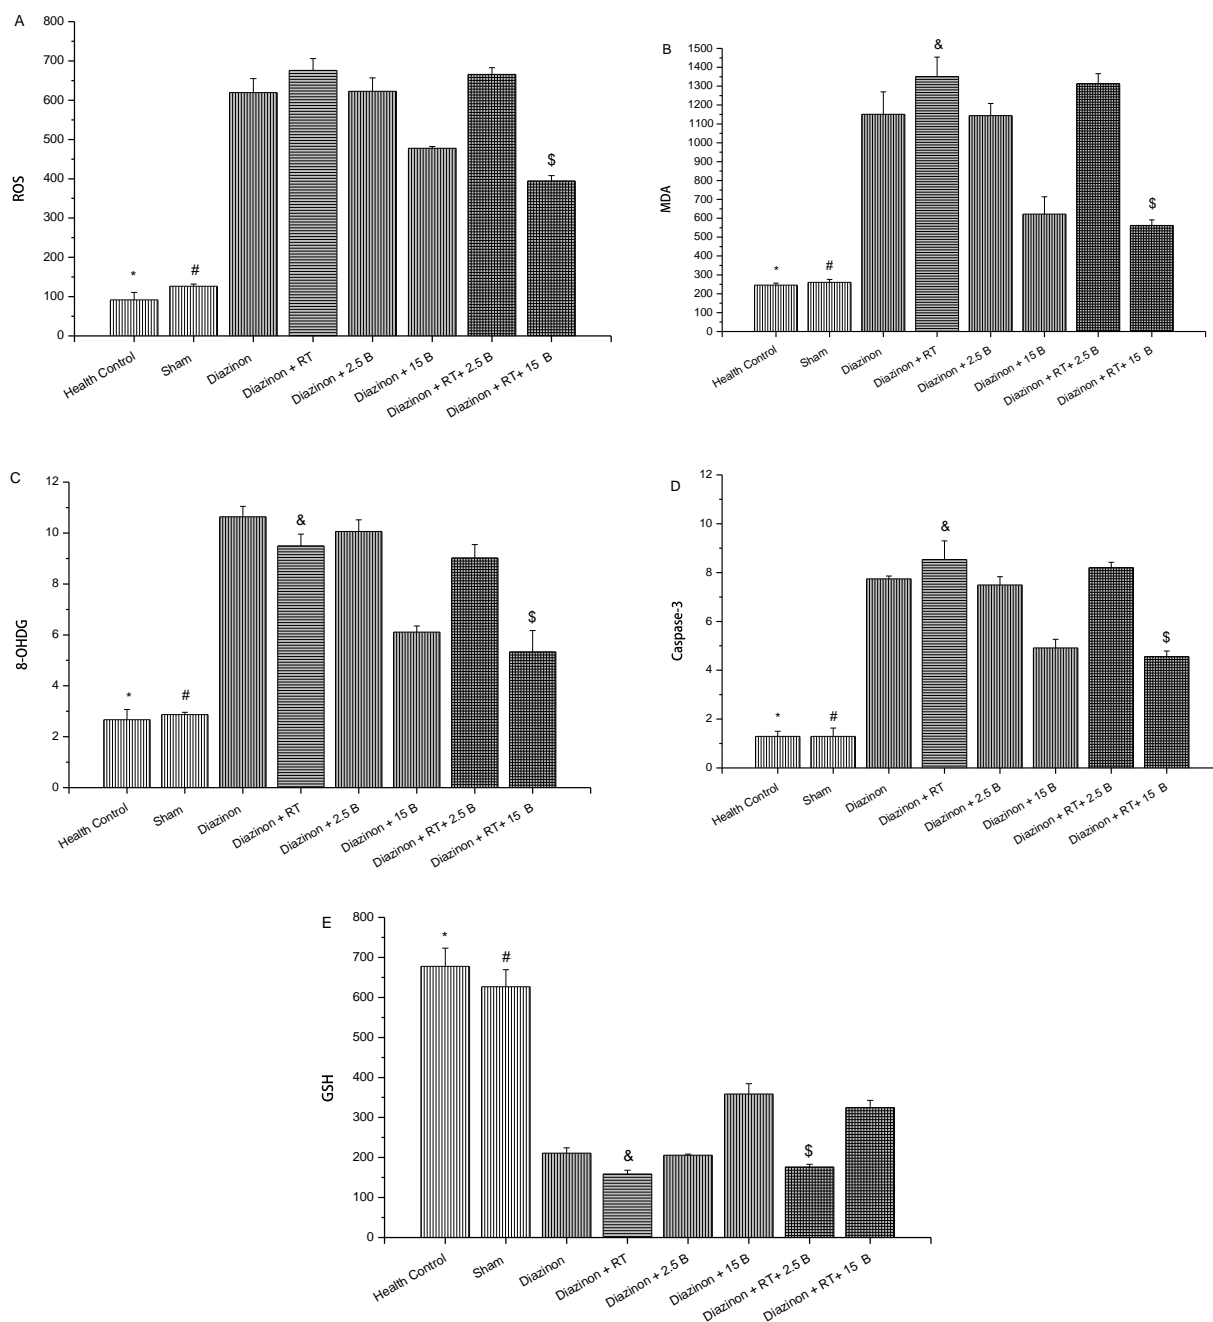 A
800
700
600
500
400
300
200
100
0
ROS
*
#
$
Health Control
Sham
Diazinon
Diazinon + RT
Diazinon + 2.5 B
Diazinon + 15 B
Diazinon + RT+ 2.5 B
Diazinon + RT+ 15 B
B
1500
1400
1300
1200
1100
1000
900
800
700
600
500
400
300
200
100
0
MDA
*
#
&
$
Health Control
Sham
Diazinon
Diazinon + RT
Diazinon + 2.5 B
Diazinon + 15 B
Diazinon + RT+ 2.5 B
Diazinon + RT+ 15 B
C
12
10
8
6
4
2
0
8-OHDG
*
#
&
$
Health Control
Sham
Diazinon
Diazinon + RT
Diazinon + 2.5 B
Diazinon + 15 B
Diazinon + RT+ 2.5 B
Diazinon + RT+ 15 B
D
12
10
8
6
4
2
0
Caspase-3
*
#
&
$
Health Control
Sham
Diazinon
Diazinon + RT
Diazinon + 2.5 B
Diazinon + 15 B
Diazinon + RT+ 2.5 B
Diazinon + RT+ 15 B
E
800
700
600
500
400
300
200
100
0
GSH
*
#
&
$
Health Control
Sham
Diazinon
Diazinon + RT
Diazinon + 2.5 B
Diazinon + 15 B
Diazinon + RT+ 2.5 B
Diazinon + RT+ 15 B